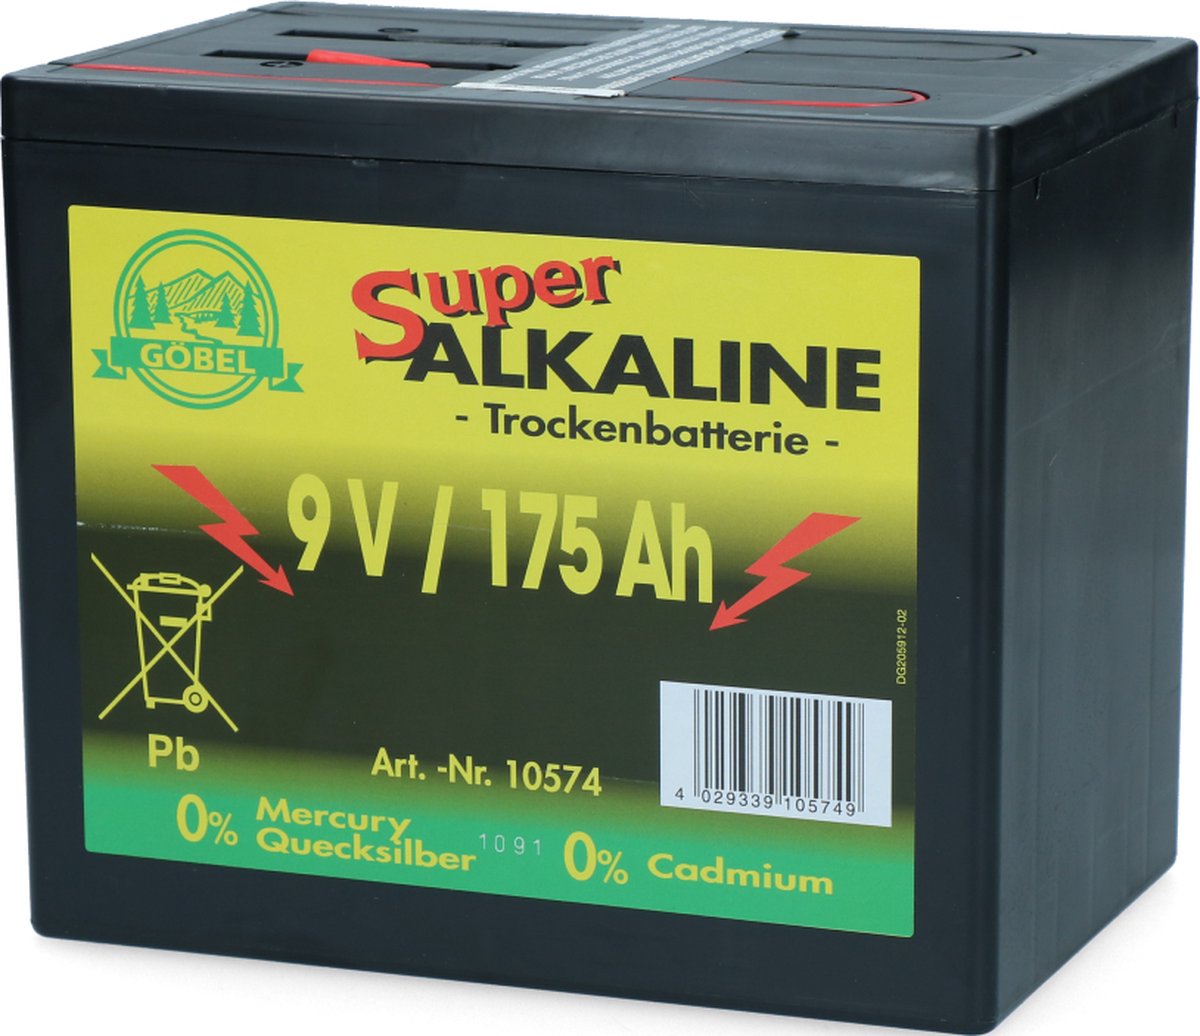 GÖBEL
Super
ALKALINE
- Trockenbatterie -
9 V / 175 Ah
DG205912-02
Pb
Art. -Nr. 10574
4 029339 105749
0% Mercury
Quecksilber
1091
0% Cadmium